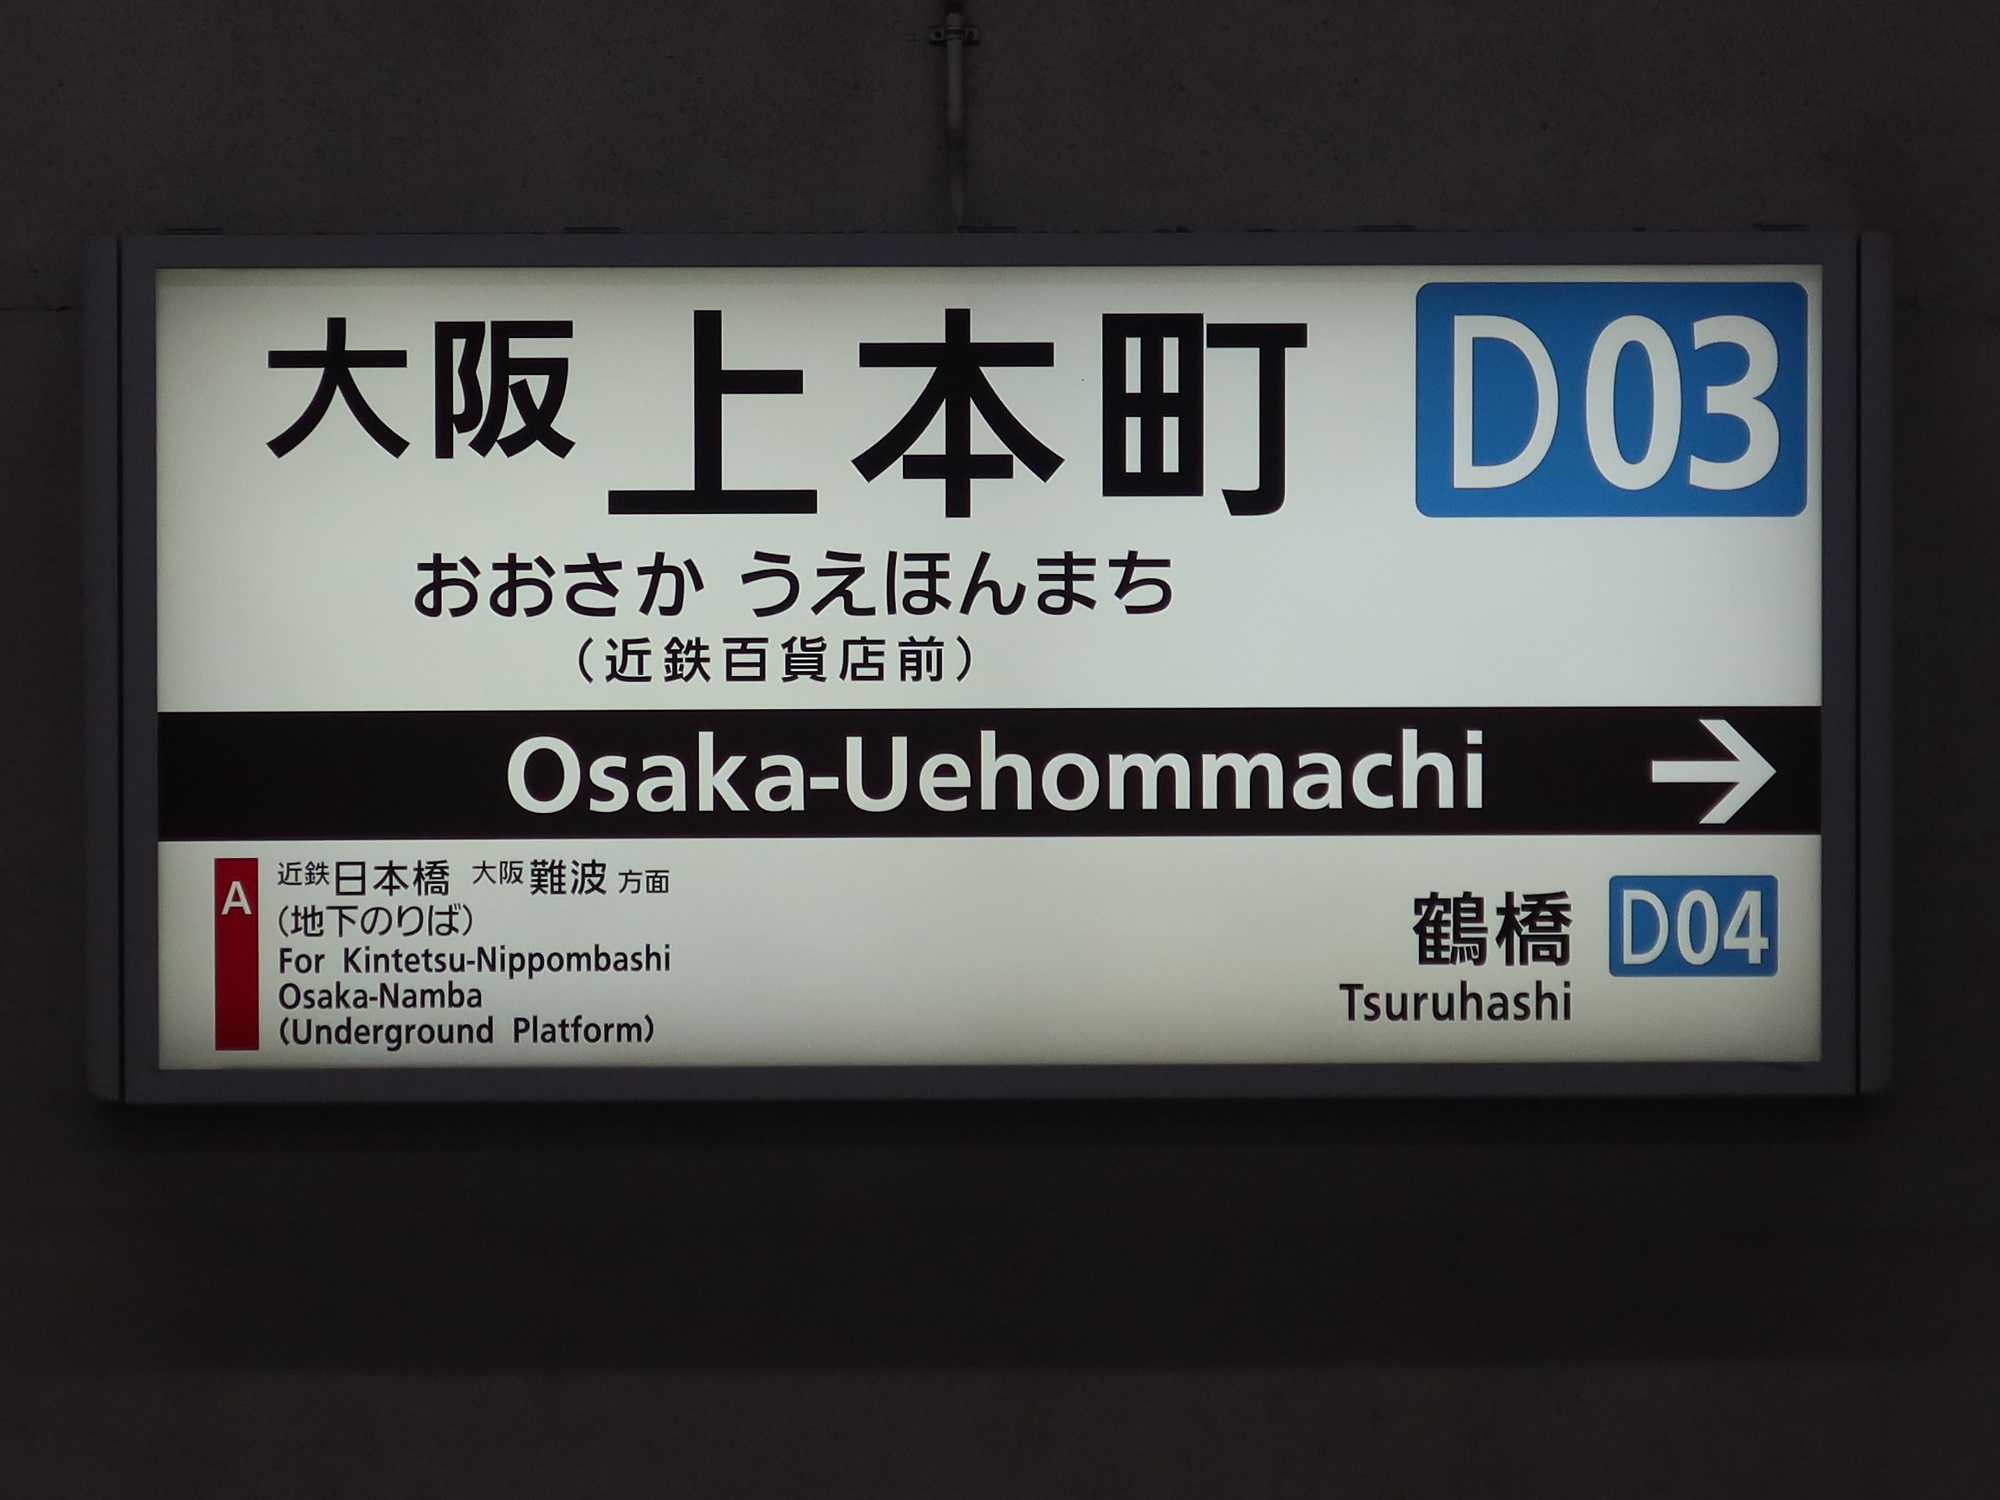 大阪上本町 D03
おおさか うえほんまち
（近鉄百貨店前）
Osaka-Uehommachi →
A 近鉄日本橋 大阪難波方面
（地下のりば）
For Kintetsu-Nippombashi
Osaka-Namba
(Underground Platform)
鶴橋 D04
Tsuruhashi